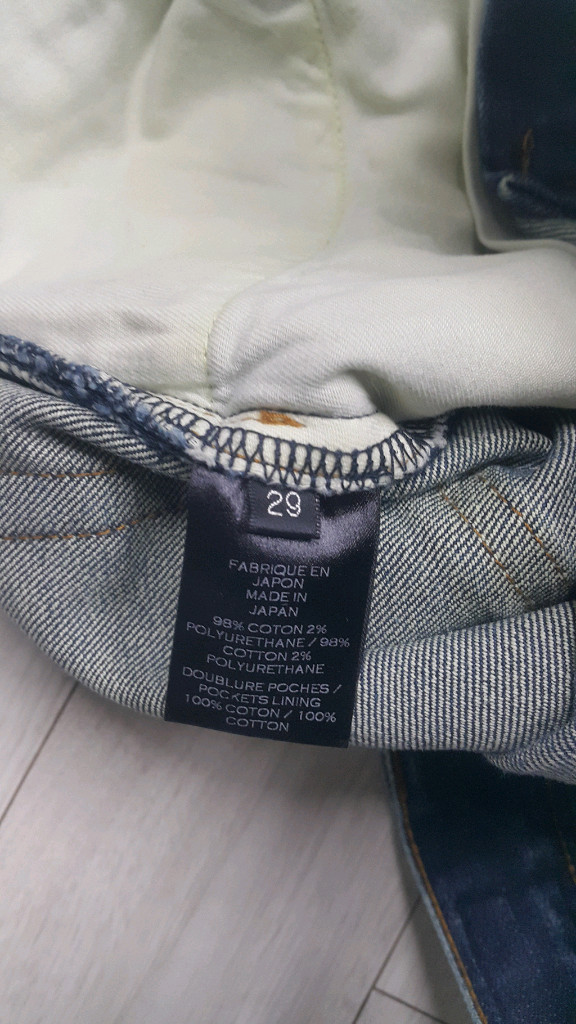 29
FABRIQUE EN
JAPON
MADE IN
JAPAN
98% COTON 2%
POLYURETHANE / 98%
COTTON 2%
POLYURETHANE
DOUBLURE POCHES /
POCKETS LINING
100% COTON / 100%
COTTON